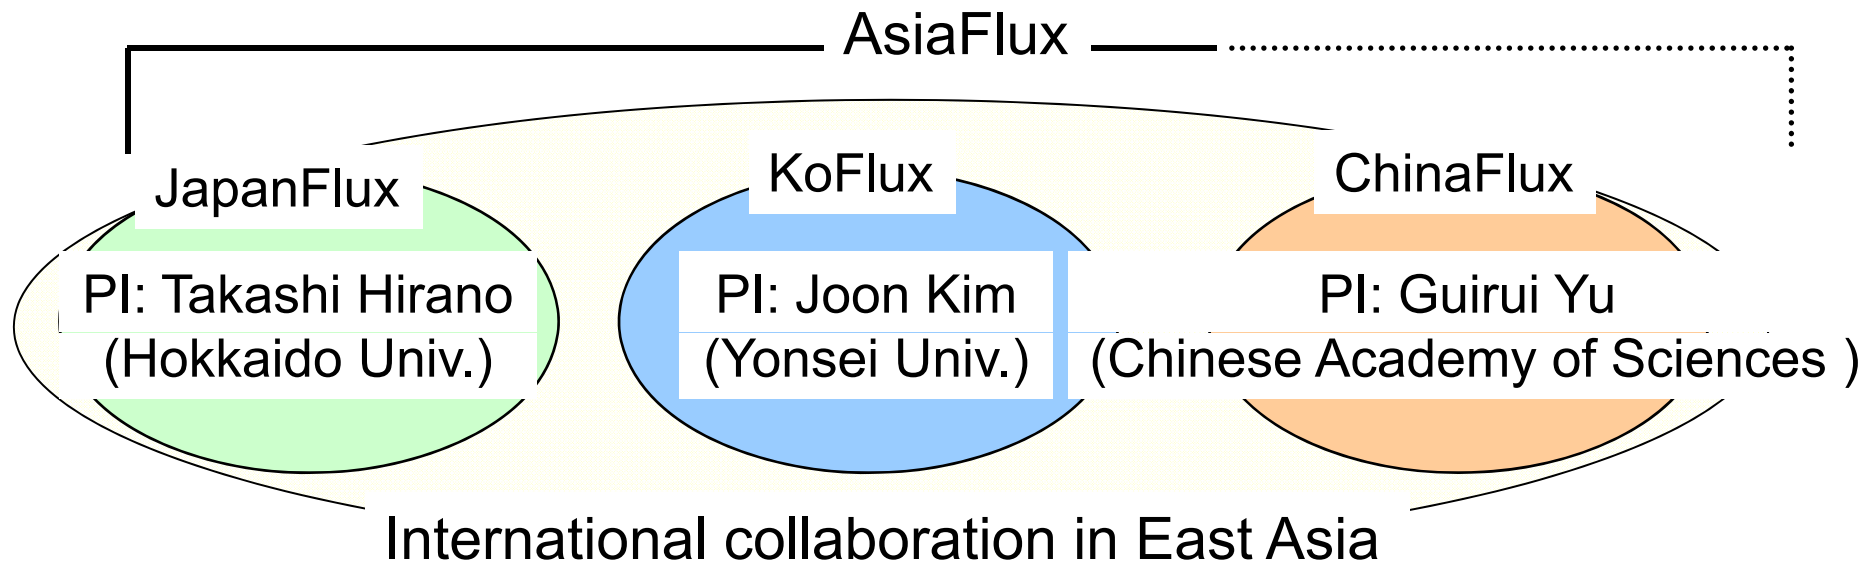 AsiaFlux
JapanFlux
PI: Takashi Hirano
(Hokkaido Univ.)
KoFlux
PI: Joon Kim
(Yonsei Univ.)
ChinaFlux
PI: Guirui Yu
(Chinese Academy of Sciences )
International collaboration in East Asia